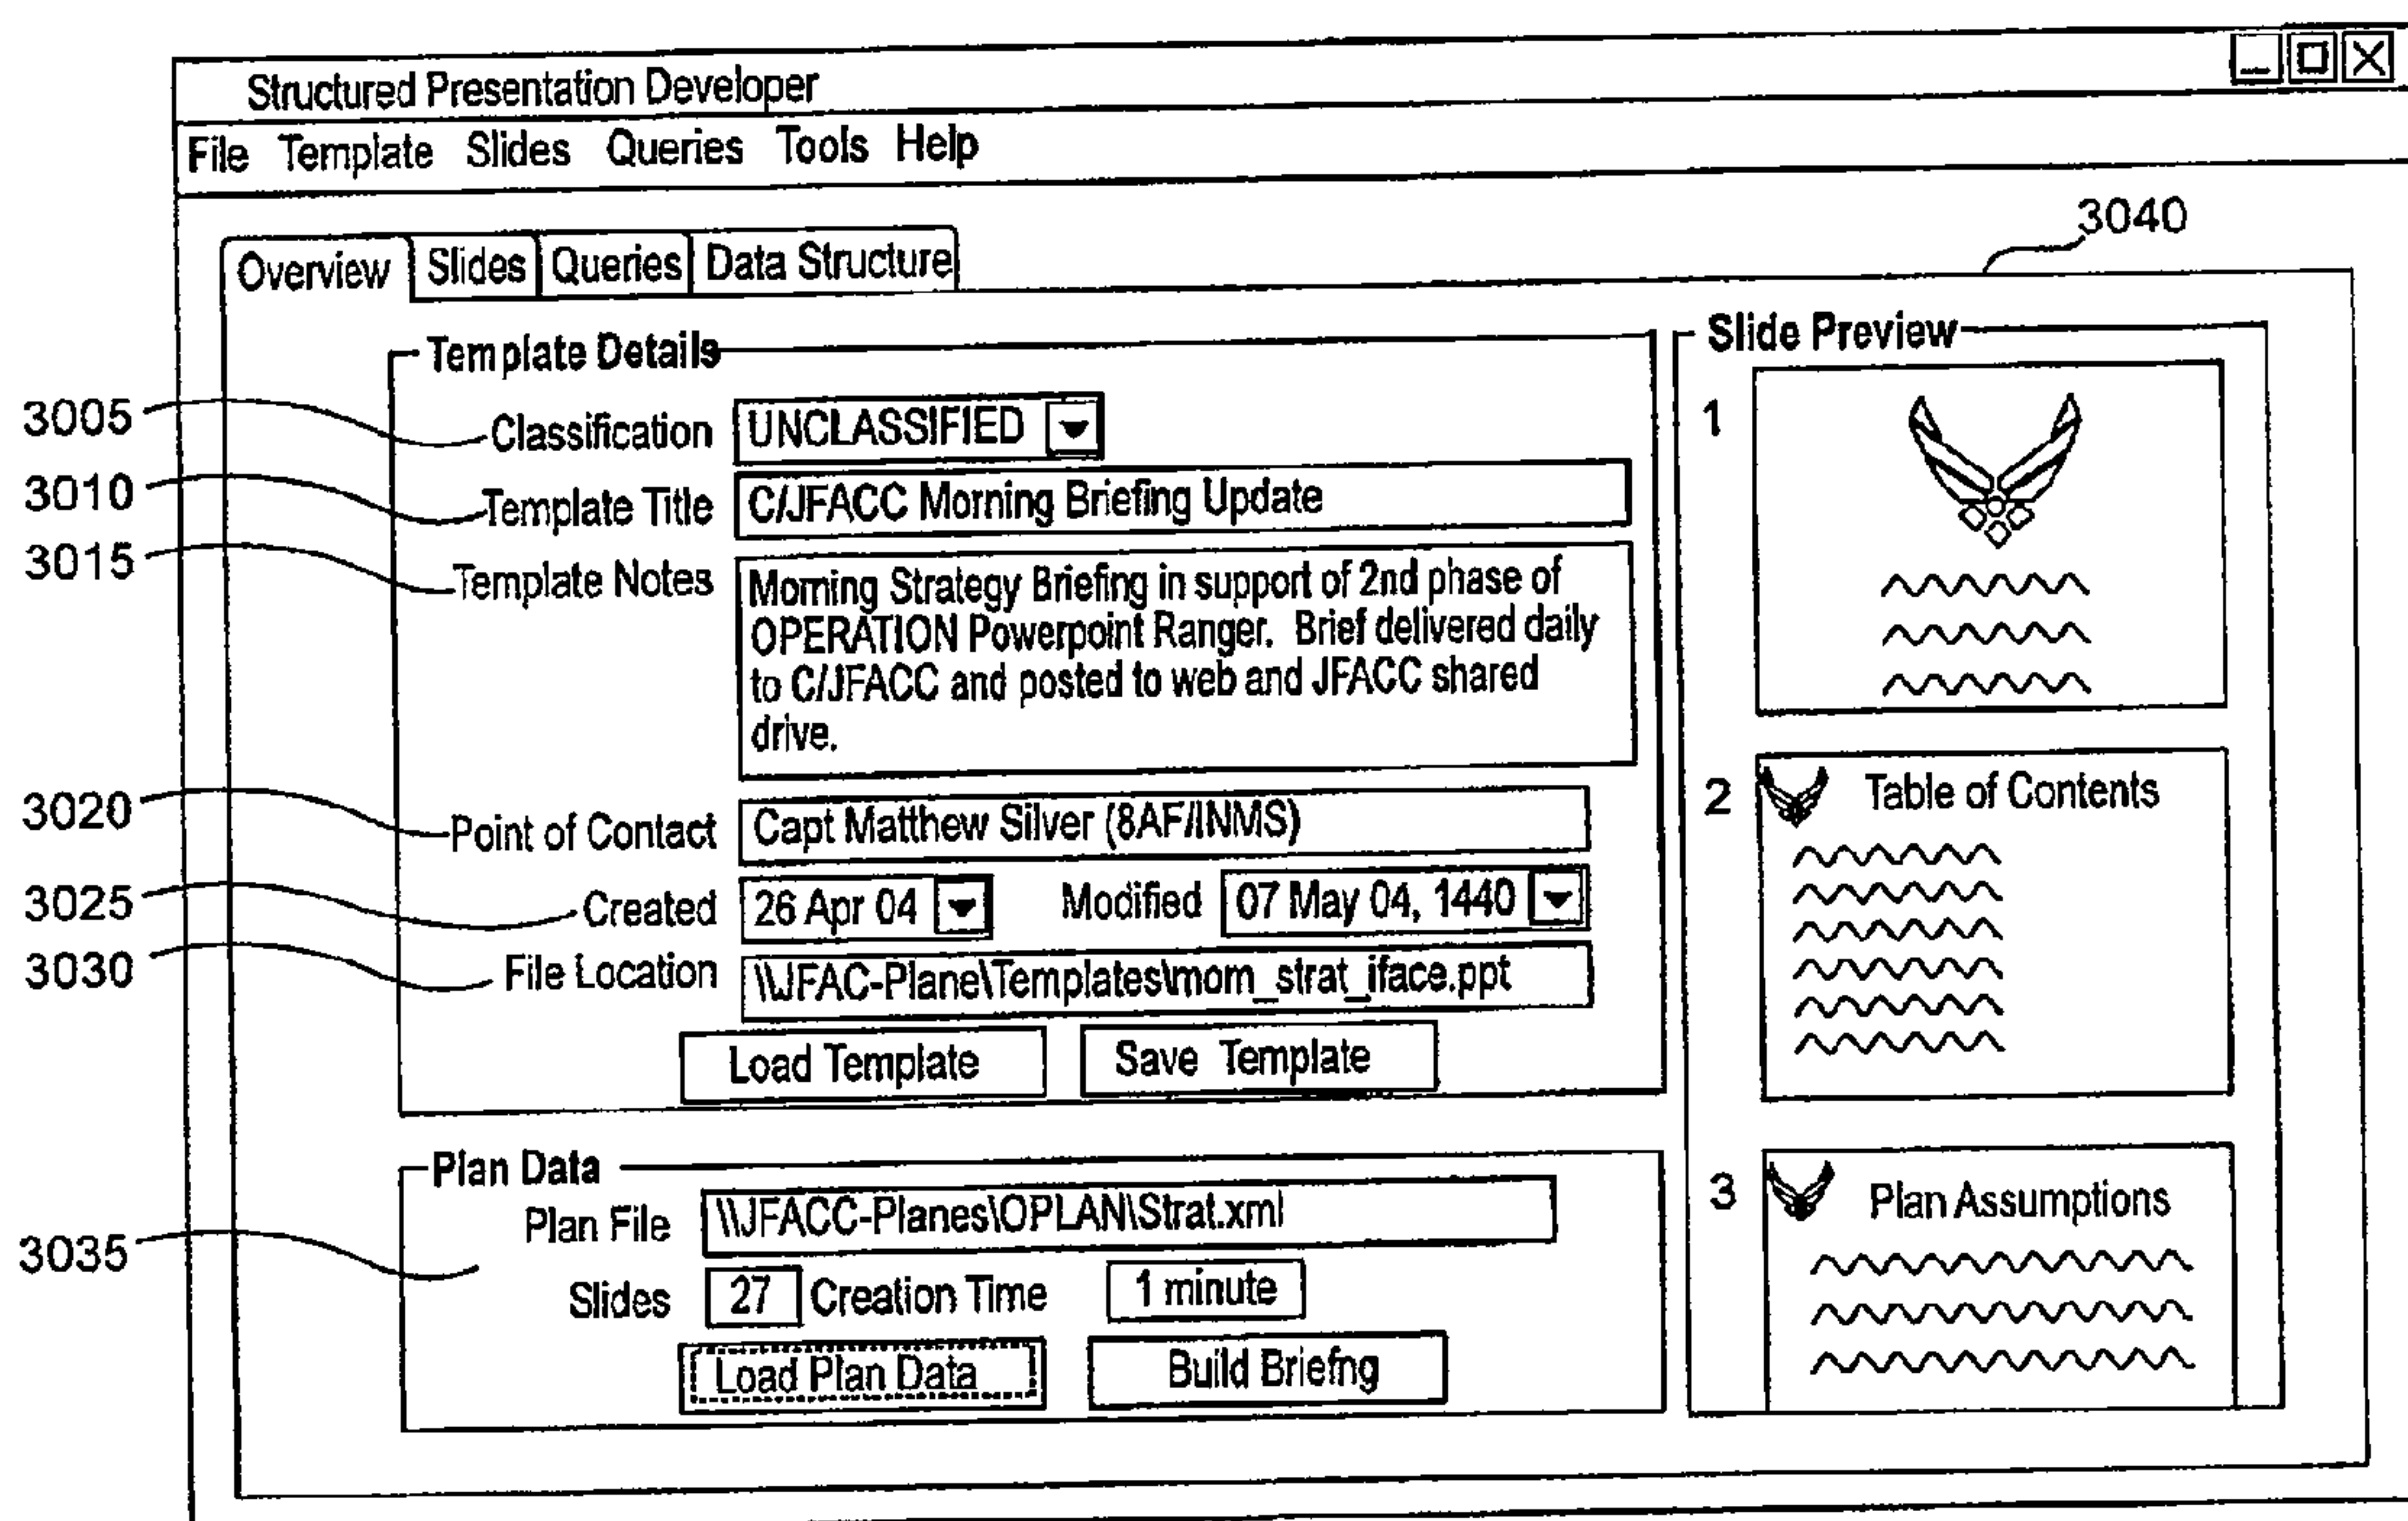 Structured Presentation Developer
File Template Slides Queries Tools Help
3040
Overview Slides Queries Data Structure
Template Details
3005 Classification UNCLASSIFIED
3010 Template Title C/JFACC Morning Briefing Update
3015 Template Notes Morning Strategy Briefing in support of 2nd phase of
OPERATION Powerpoint Ranger. Brief delivered daily
to C/JFACC and posted to web and JFACC shared
drive.
3020 Point of Contact Capt Matthew Silver (8AF/INMS)
3025 Created 26 Apr 04 Modified 07 May 04, 1440
3030 File Location \\JFAC-Plane\Templates\mom_strat_iface.ppt
Load Template Save Template
Plan Data
Plan File \\JFACC-Planes\OPLAN\Strat.xml
3035
Slides 27 Creation Time 1 minute
Load Plan Data Build Briefng
Slide Preview
1
2 Table of Contents
3 Plan Assumptions